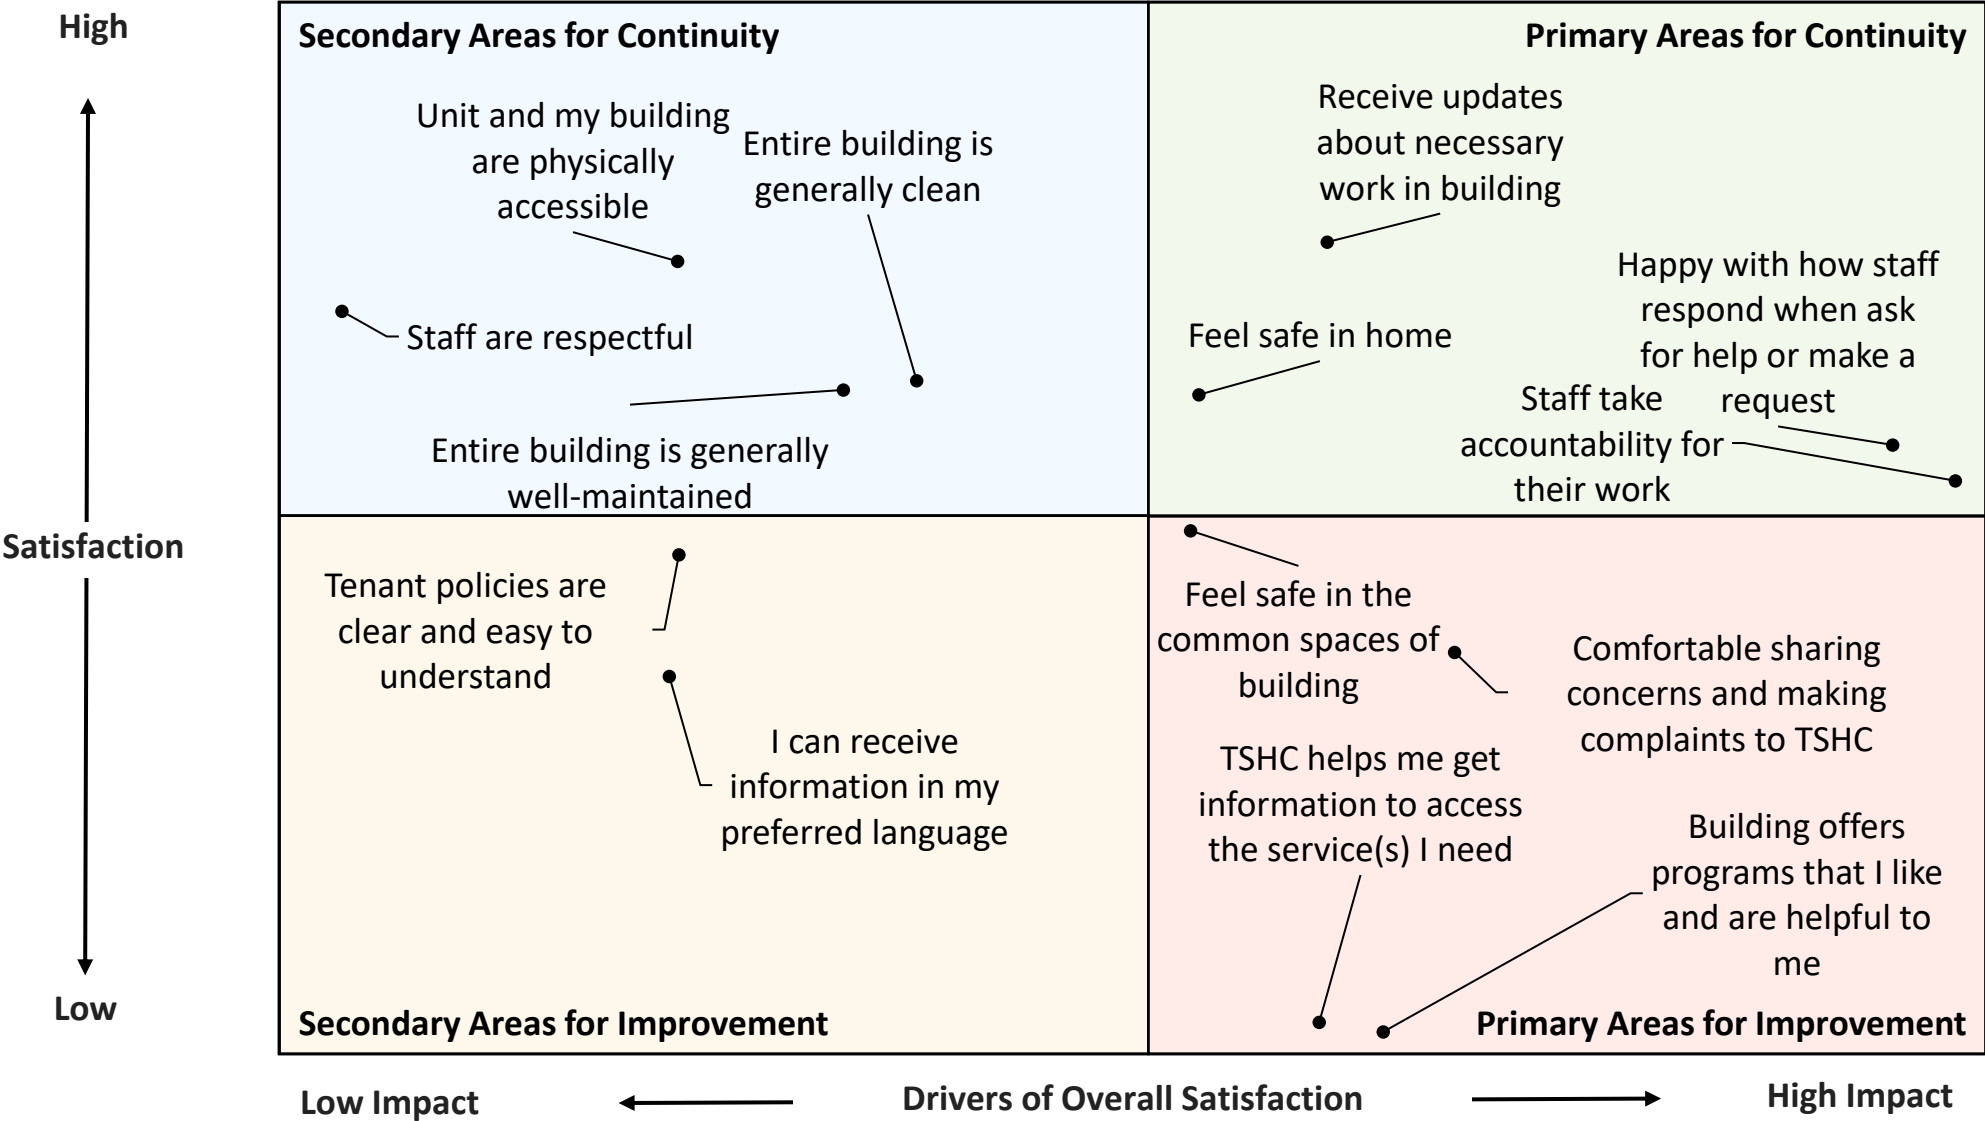 High
Satisfaction
Low
Secondary Areas for Continuity
Unit and my building
are physically
accessible
Entire building is
generally clean
Staff are respectful
Entire building is generally
well-maintained
Primary Areas for Continuity
Receive updates
about necessary
work in building
Happy with how staff
respond when ask
for help or make a
request
Feel safe in home
Staff take
accountability for
their work
Tenant policies are
clear and easy to
understand
I can receive
information in my
preferred language
Secondary Areas for Improvement
Feel safe in the
common spaces of
building
Comfortable sharing
concerns and making
complaints to TSHC
TSHC helps me get
information to access
the service(s) I need
Building offers
programs that I like
and are helpful to
me
Primary Areas for Improvement
Low Impact
Drivers of Overall Satisfaction
High Impact